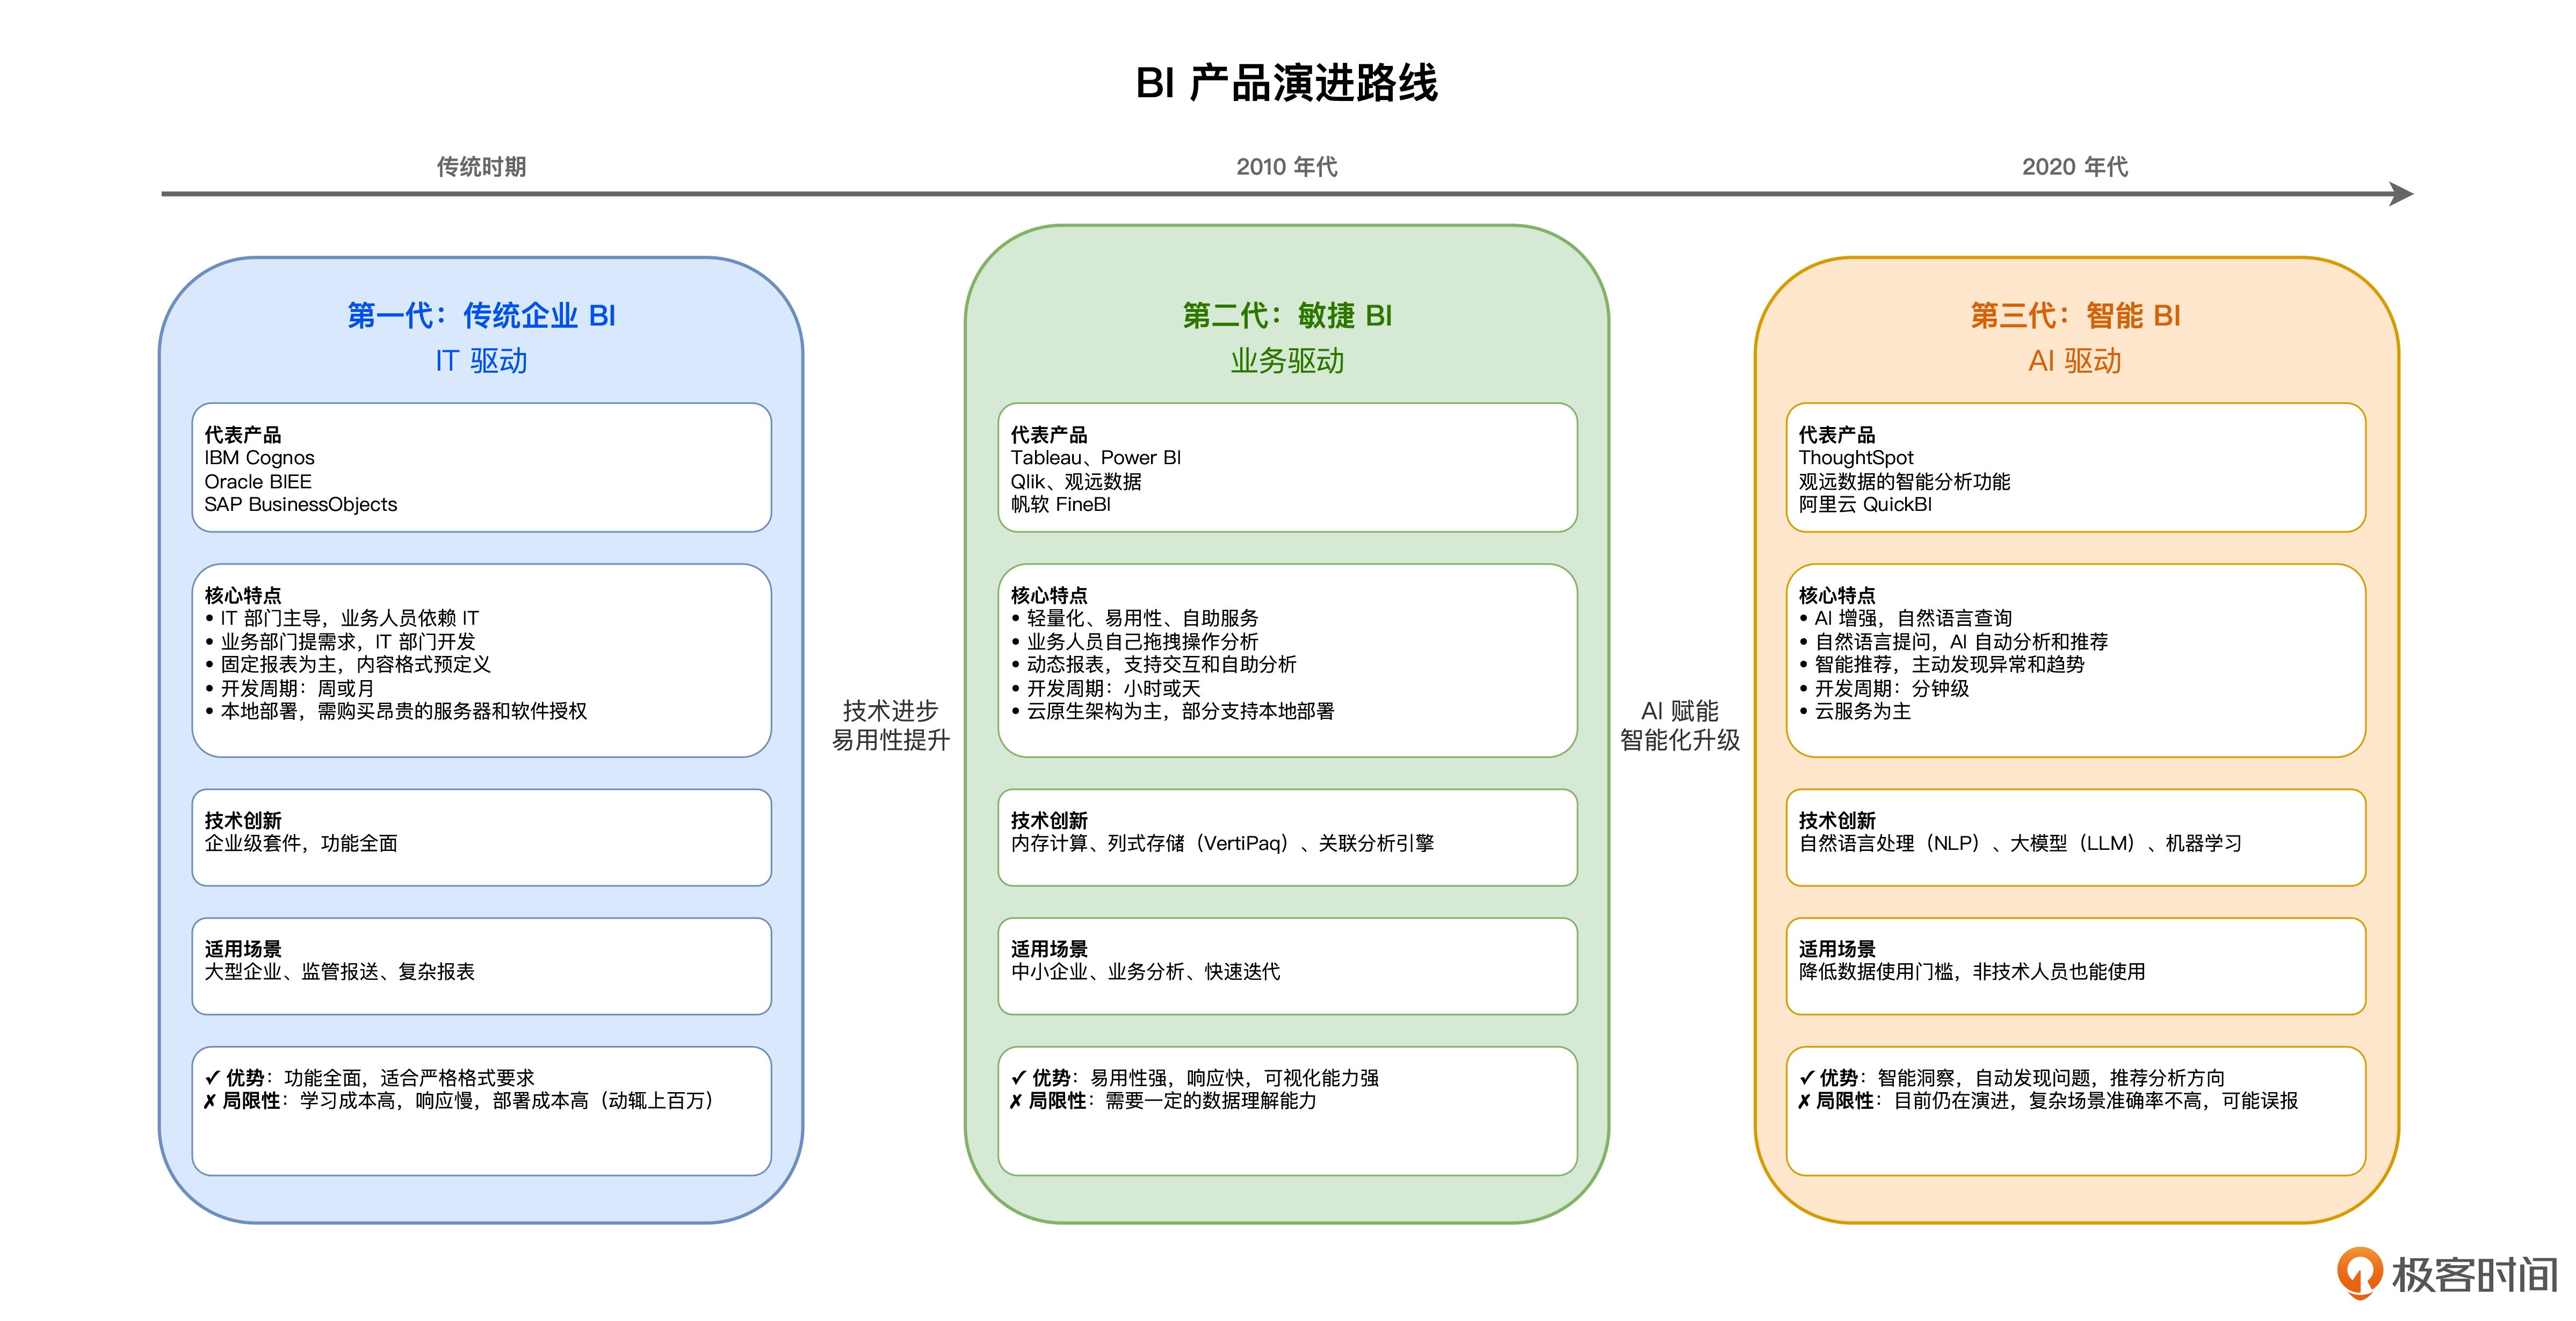 BI 产品演进路线
传统时期
2010 年代
2020 年代
第一代：传统企业 BI
IT 驱动
代表产品
IBM Cognos
Oracle BIEE
SAP BusinessObjects
核心特点
• IT 部门主导，业务人员依赖 IT
• 业务部门提需求，IT 部门开发
• 固定报表为主，内容格式预定义
• 开发周期：周或月
• 本地部署，需购买昂贵的服务器和软件授权
技术创新
企业级套件，功能全面
适用场景
大型企业、监管报送、复杂报表
✓ 优势：功能全面，适合严格格式要求
✗ 局限性：学习成本高，响应慢，部署成本高（动辄上百万）
技术进步
易用性提升
第二代：敏捷 BI
业务驱动
代表产品
Tableau、Power BI
Qlik、观远数据
帆软 FineBI
核心特点
• 轻量化、易用性、自助服务
• 业务人员自己拖拽操作分析
• 动态报表，支持交互和自助分析
• 开发周期：小时或天
• 云原生架构为主，部分支持本地部署
技术创新
内存计算、列式存储（VertiPaq）、关联分析引擎
适用场景
中小企业、业务分析、快速迭代
✓ 优势：易用性强，响应快，可视化能力强
✗ 局限性：需要一定的数据理解能力
AI 赋能
智能化升级
第三代：智能 BI
AI 驱动
代表产品
ThoughtSpot
观远数据的智能分析功能
阿里云 QuickBI
核心特点
• AI 增强，自然语言查询
• 自然语言提问，AI 自动分析和推荐
• 智能推荐，主动发现异常和趋势
• 开发周期：分钟级
• 云服务为主
技术创新
自然语言处理（NLP）、大模型（LLM）、机器学习
适用场景
降低数据使用门槛，非技术人员也能使用
✓ 优势：智能洞察，自动发现问题，推荐分析方向
✗ 局限性：目前仍在演进，复杂场景准确率不高，可能误报
极客时间